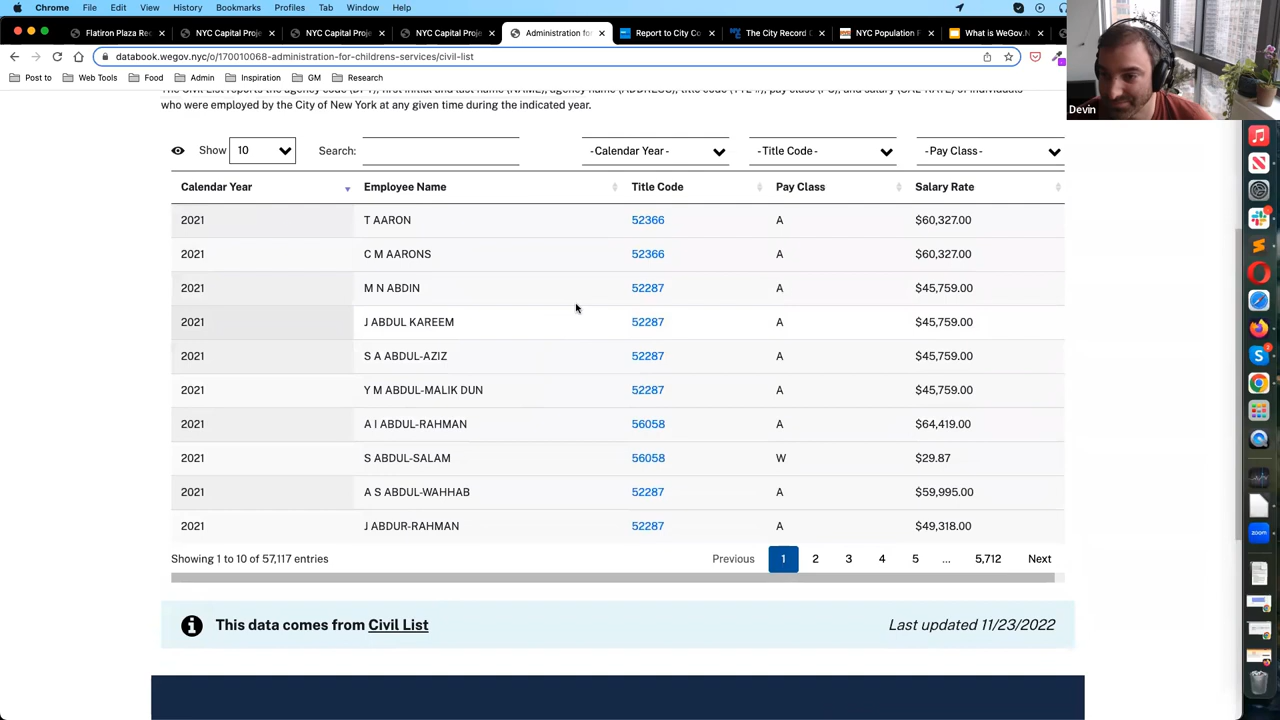 Chrome File Edit View History Bookmarks Profiles Tab Window Help
Flatiron Plaza Re
NYC Capital Proje
NYC Capital Proje
NYC Capital Proje
Administration for
Report to City Co
The City Record C
NYC Population F
What is WeGov.N
databook.wegov.nyc/o/170010068-administration-for-childrens-services/civil-list
Post to Web Tools Food Admin Inspiration GM Research
Devin
who were employed by the City of New York at any given time during the indicated year.
Show 10 Search: - Calendar Year - - Title Code - - Pay Class -
Calendar Year Employee Name Title Code Pay Class Salary Rate
2021 T AARON 52366 A $60,327.00
2021 C M AARONS 52366 A $60,327.00
2021 M N ABDIN 52287 A $45,759.00
2021 J ABDUL KAREEM 52287 A $45,759.00
2021 S A ABDUL-AZIZ 52287 A $45,759.00
2021 Y M ABDUL-MALIK DUN 52287 A $45,759.00
2021 A I ABDUL-RAHMAN 56058 A $64,419.00
2021 S ABDUL-SALAM 56058 W $29.87
2021 A S ABDUL-WAHHAB 52287 A $59,995.00
2021 J ABDUR-RAHMAN 52287 A $49,318.00
Showing 1 to 10 of 57,117 entries Previous 1 2 3 4 5 ... 5,712 Next
This data comes from Civil List Last updated 11/23/2022
zoom